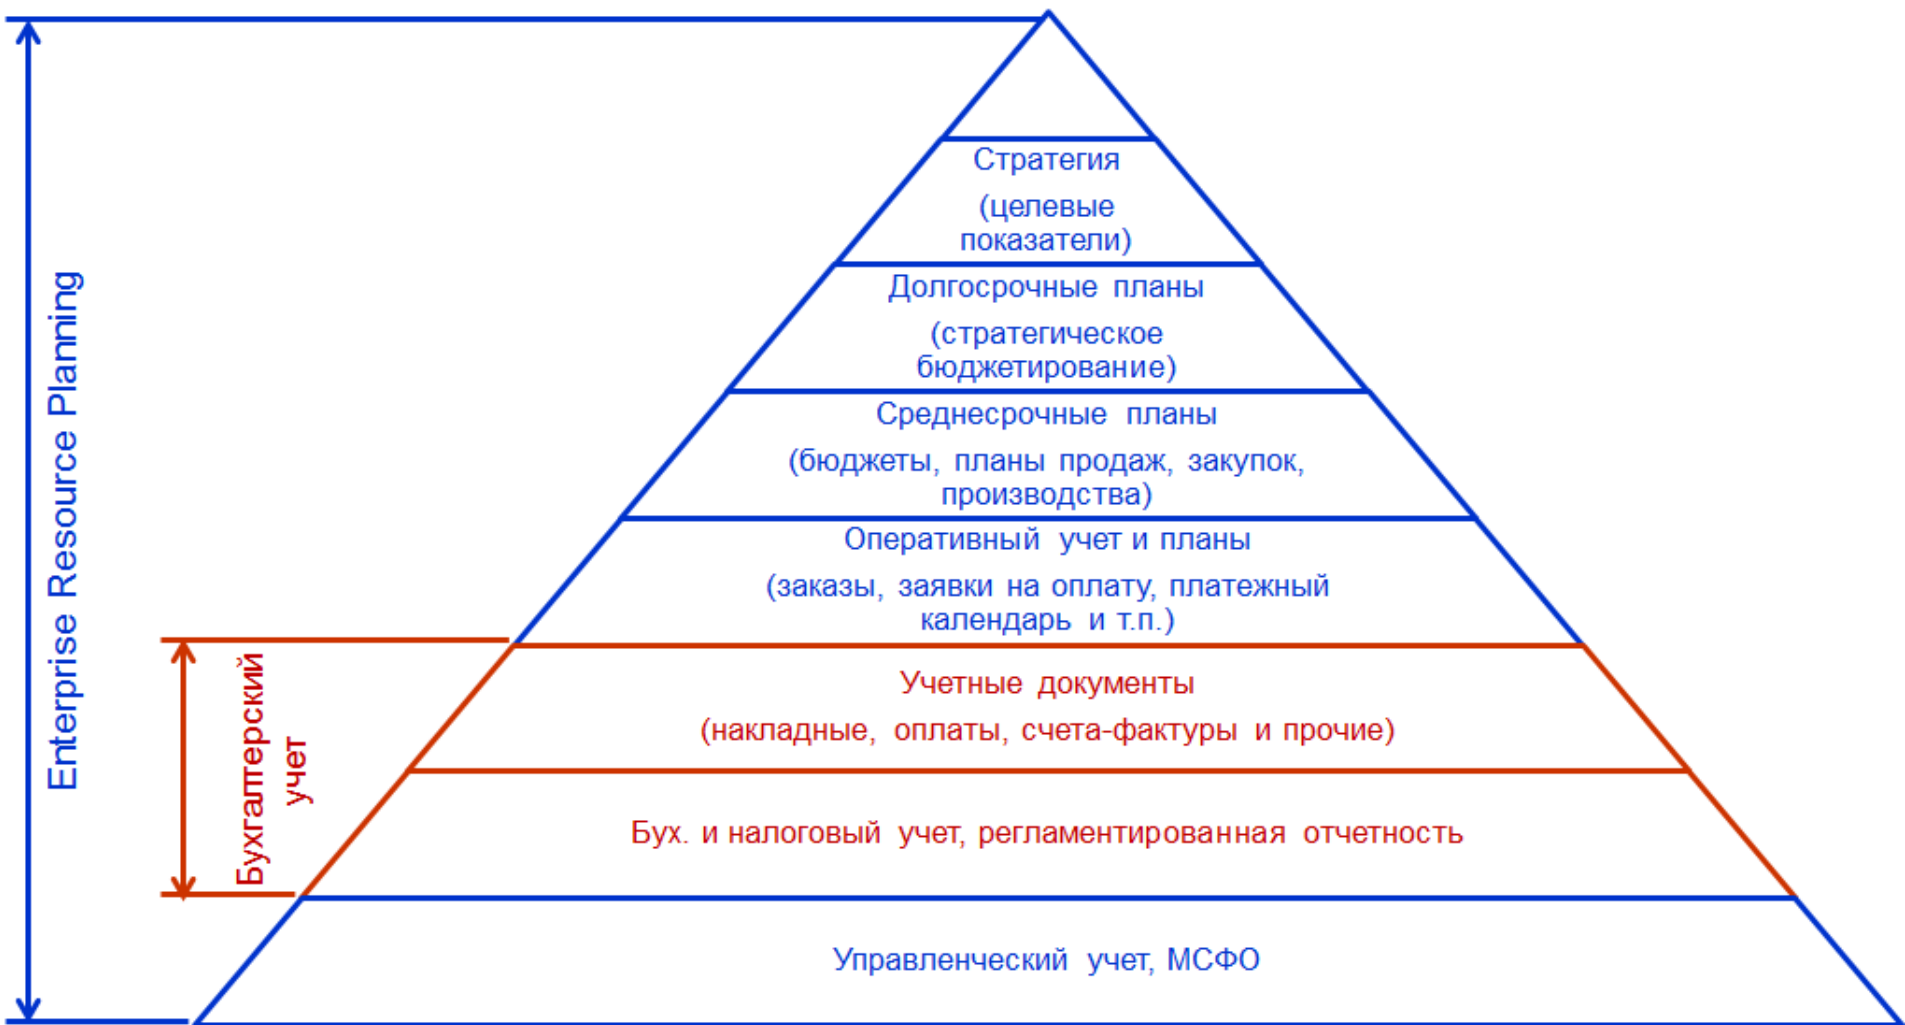 Стратегия
(целевые
показатели)
Долгосрочные планы
(стратегическое
бюджетирование)
Среднесрочные планы
(бюджеты, планы продаж, закупок,
производства)
Оперативный учет и планы
(заказы, заявки на оплату, платежный
календарь и т.п.)
Учетные документы
(накладные, оплаты, счета-фактуры и прочие)
Бух. и налоговый учет, регламентированная отчетность
Управленческий учет, МСФО
Enterprise Resource Planning
Бухгалтерский
учет